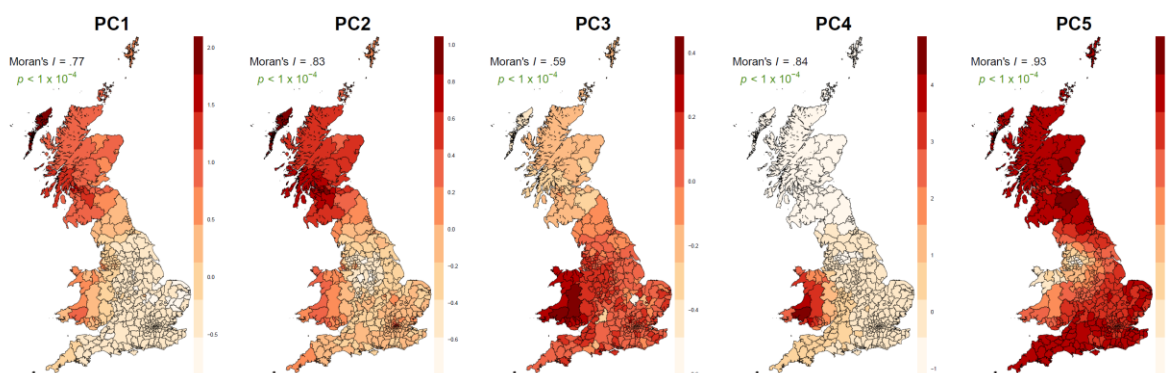 PC1
PC2
PC3
PC4
PC5
Moran's I = .77
p < 1 x 10⁻⁴
Moran's I = .83
p < 1 x 10⁻⁴
Moran's I = .59
p < 1 x 10⁻⁴
Moran's I = .84
p < 1 x 10⁻⁴
Moran's I = .93
p < 1 x 10⁻⁴
2.0
1.5
1.0
0.5
0.0
-0.5
1.0
0.8
0.6
0.4
0.2
0.0
-0.2
-0.4
-0.6
0.4
0.2
0.0
-0.2
-0.4
4
3
2
1
0
-1